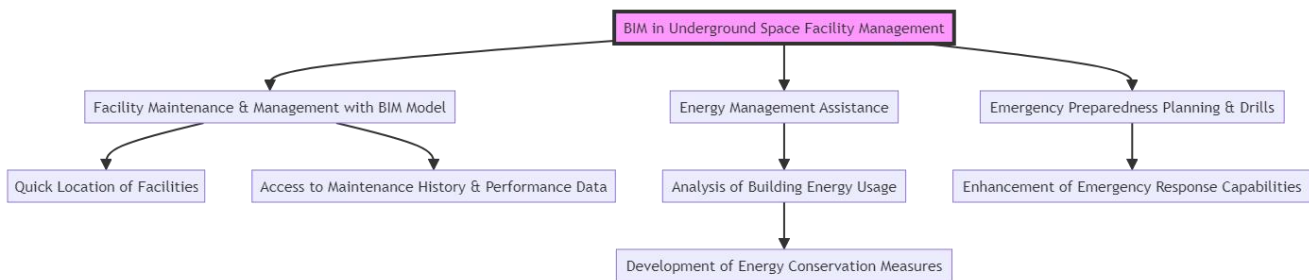 BIM in Underground Space Facility Management
Facility Maintenance & Management with BIM Model
Energy Management Assistance
Emergency Preparedness Planning & Drills
Quick Location of Facilities
Access to Maintenance History & Performance Data
Analysis of Building Energy Usage
Enhancement of Emergency Response Capabilities
Development of Energy Conservation Measures